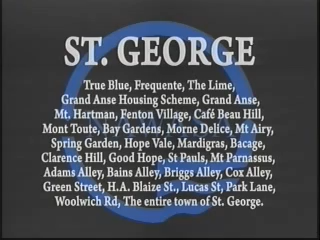 ST. GEORGE
True Blue, Frequente, The Lime,
Grand Anse Housing Scheme, Grand Anse,
Mt. Hartman, Fenton Village, Café Beau Hill,
Mont Toute, Bay Gardens, Morne Delice, Mt Airy,
Spring Garden, Hope Vale, Mardigras, Bacage,
Clarence Hill, Good Hope, St Pauls, Mt Parnassus,
Adams Alley, Bains Alley, Briggs Alley, Cox Alley,
Green Street, H.A. Blaize St., Lucas St, Park Lane,
Woolwich Rd, The entire town of St. George.